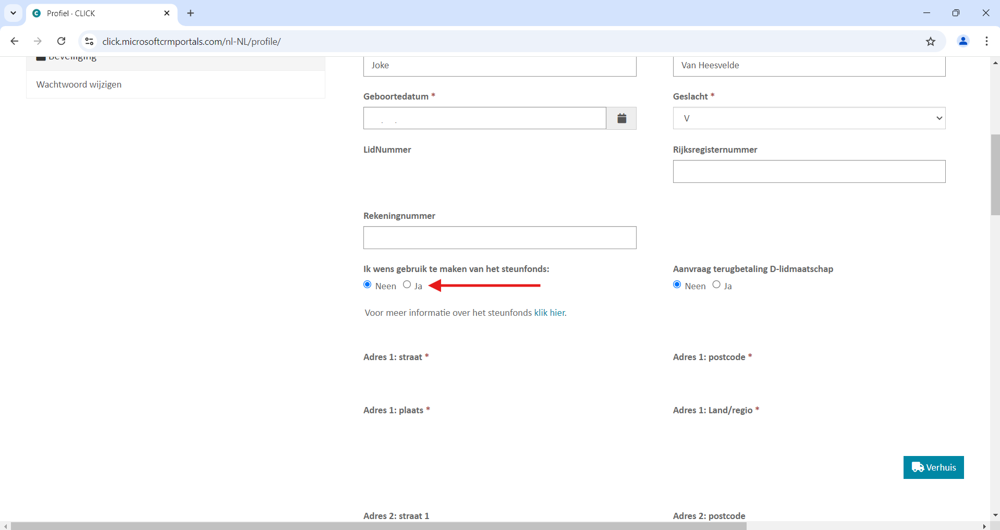 Profiel · CLICK
click.microsoftcrmportals.com/nl-NL/profile/
Beveiliging
Wachtwoord wijzigen
Joke
Van Heesvelde
Geboortedatum *
Geslacht *
V
LidNummer
Rijksregisternummer
Rekeningnummer
Ik wens gebruik te maken van het steunfonds:
Neen Ja
Aanvraag terugbetaling D-lidmaatschap
Neen Ja
Voor meer informatie over het steunfonds klik hier.
Adres 1: straat *
Adres 1: postcode *
Adres 1: plaats *
Adres 1: Land/regio *
Verhuis
Adres 2: straat 1
Adres 2: postcode